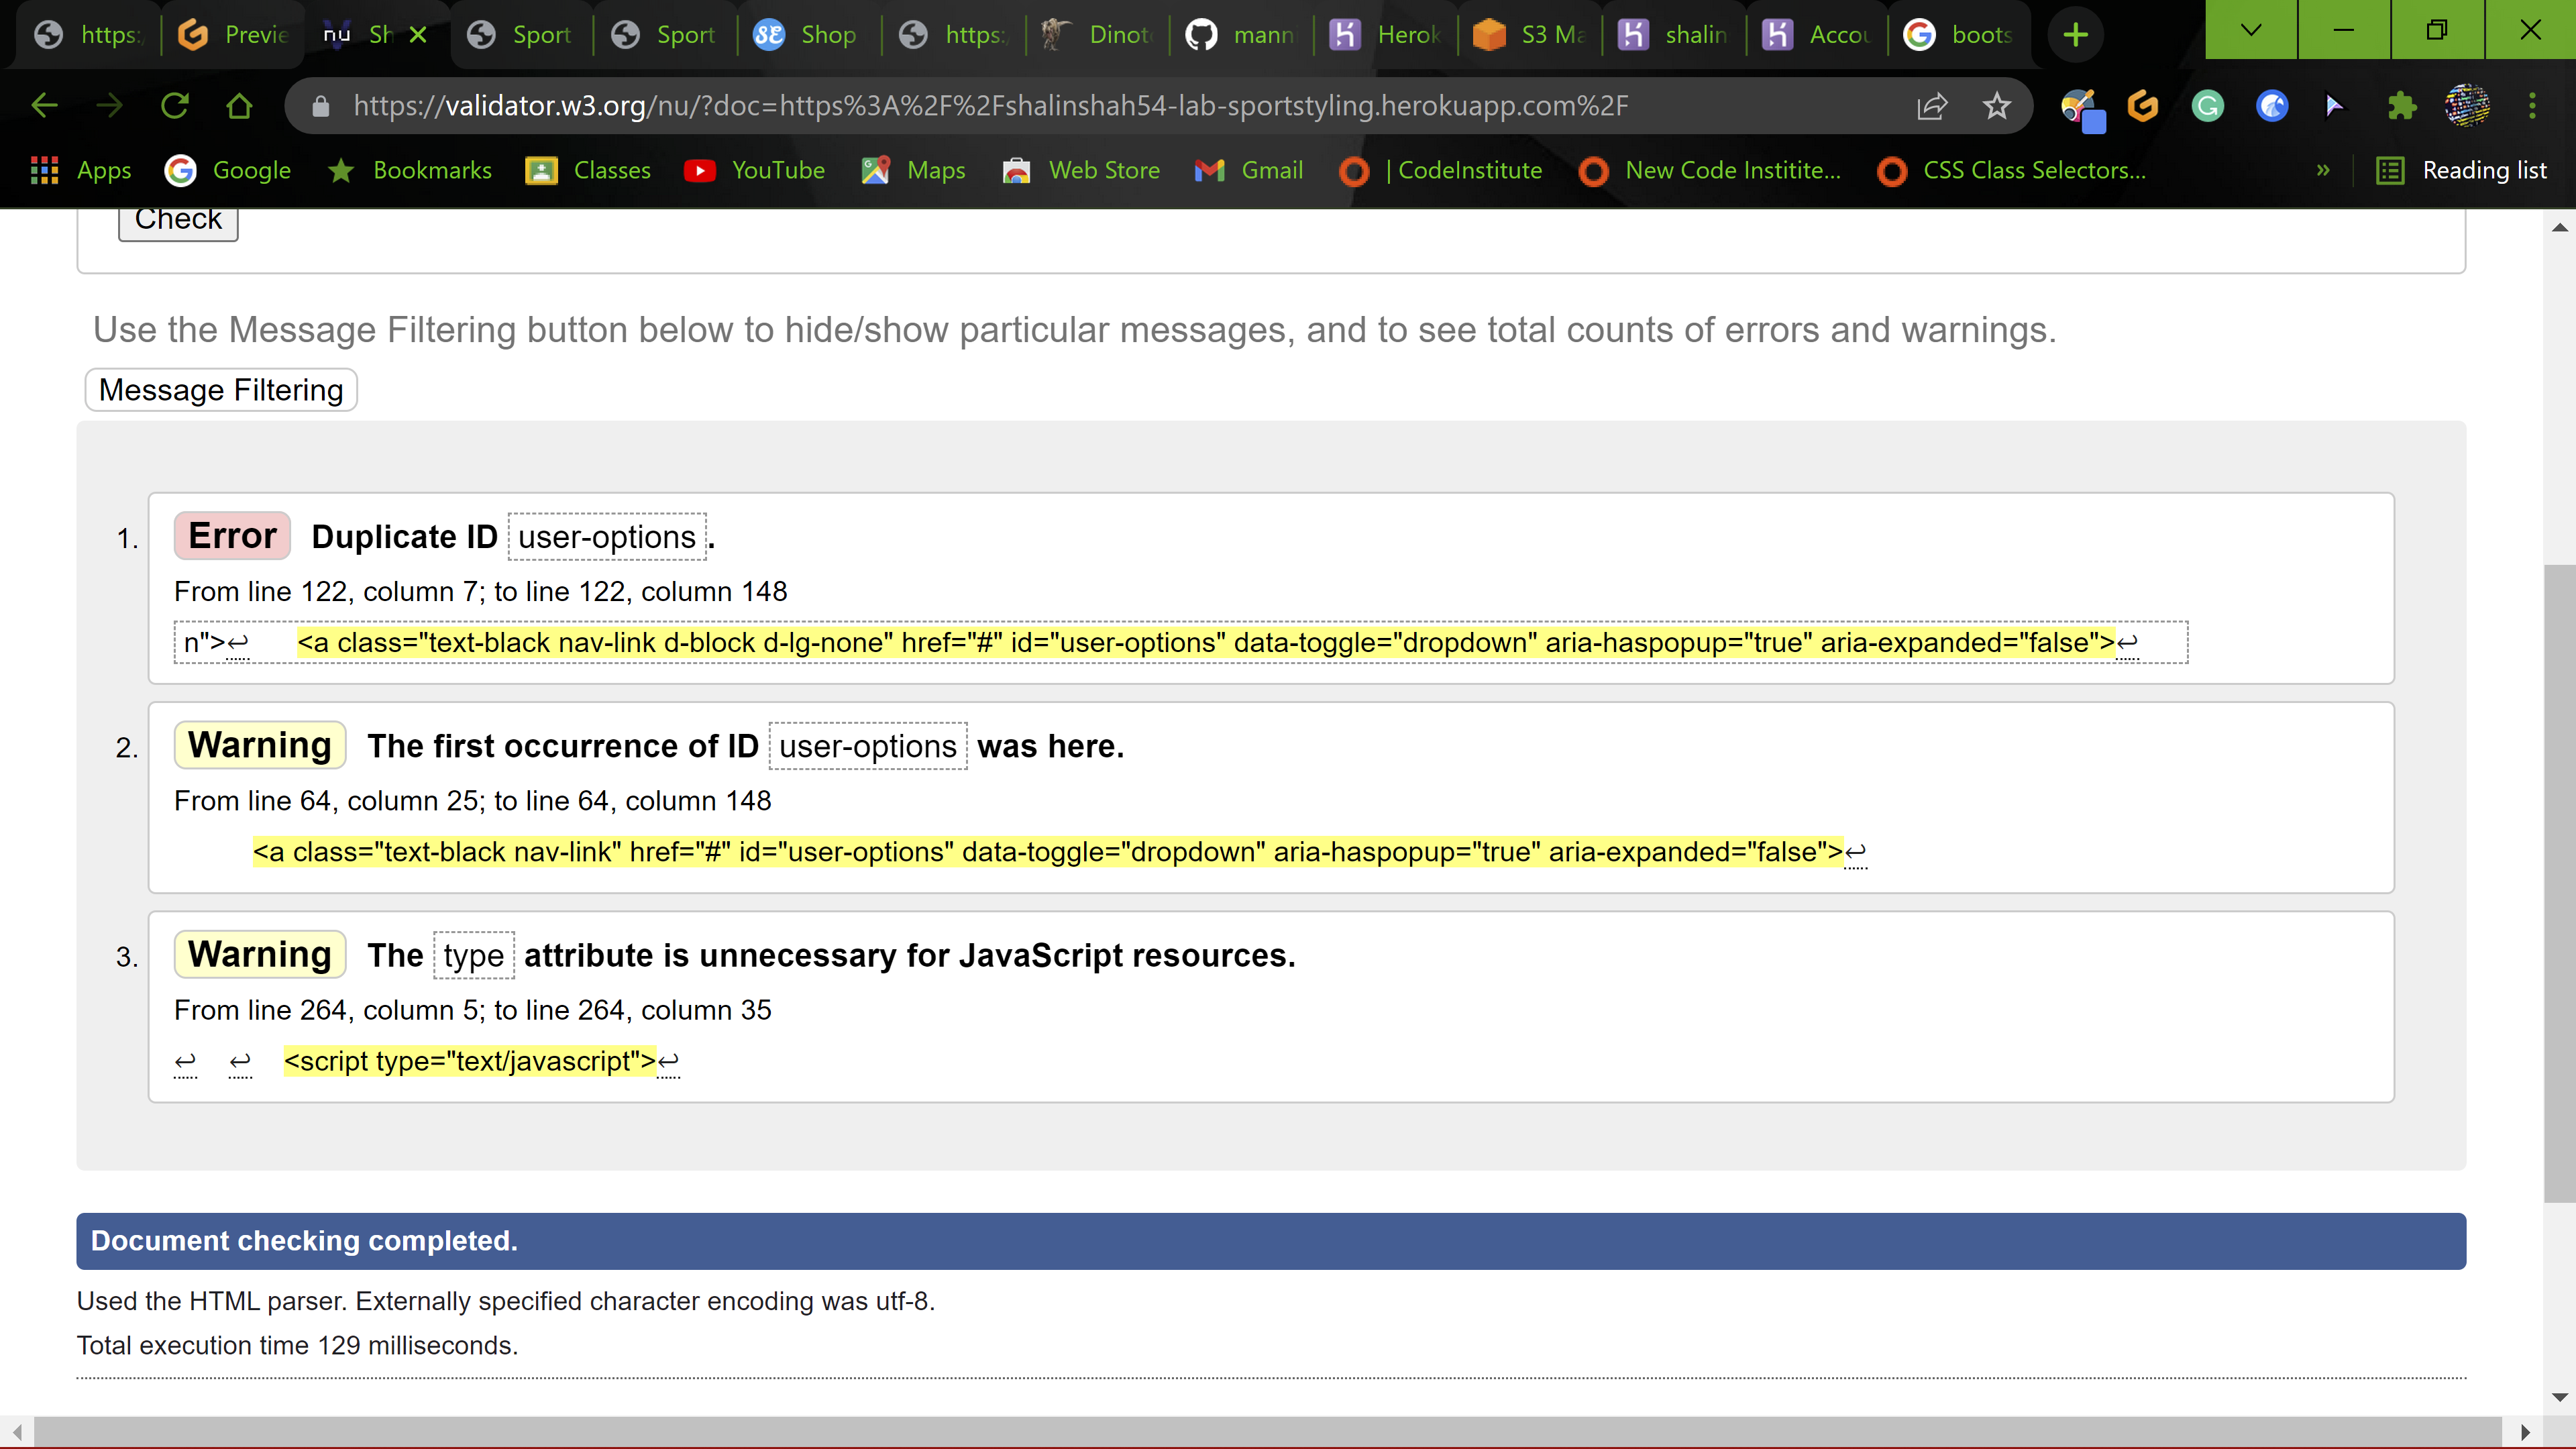 https:
Previe
nu Sh
Sport
Sport
SE Shop
https:
Dinot
mann
Herok
S3 Ma
shalin
Accou
boots
https://validator.w3.org/nu/?doc=https%3A%2F%2Fshalinshah54-lab-sportstyling.herokuapp.com%2F
Apps Google Bookmarks Classes YouTube Maps Web Store Gmail | CodeInstitute New Code Institite... CSS Class Selectors... » Reading list
Check
Use the Message Filtering button below to hide/show particular messages, and to see total counts of errors and warnings.
Message Filtering
1. Error Duplicate ID user-options.
From line 122, column 7; to line 122, column 148
n">↩ <a class="text-black nav-link d-block d-lg-none" href="#" id="user-options" data-toggle="dropdown" aria-haspopup="true" aria-expanded="false">↩
2. Warning The first occurrence of ID user-options was here.
From line 64, column 25; to line 64, column 148
<a class="text-black nav-link" href="#" id="user-options" data-toggle="dropdown" aria-haspopup="true" aria-expanded="false">↩
3. Warning The type attribute is unnecessary for JavaScript resources.
From line 264, column 5; to line 264, column 35
↩ ↩ <script type="text/javascript">↩
Document checking completed.
Used the HTML parser. Externally specified character encoding was utf-8.
Total execution time 129 milliseconds.